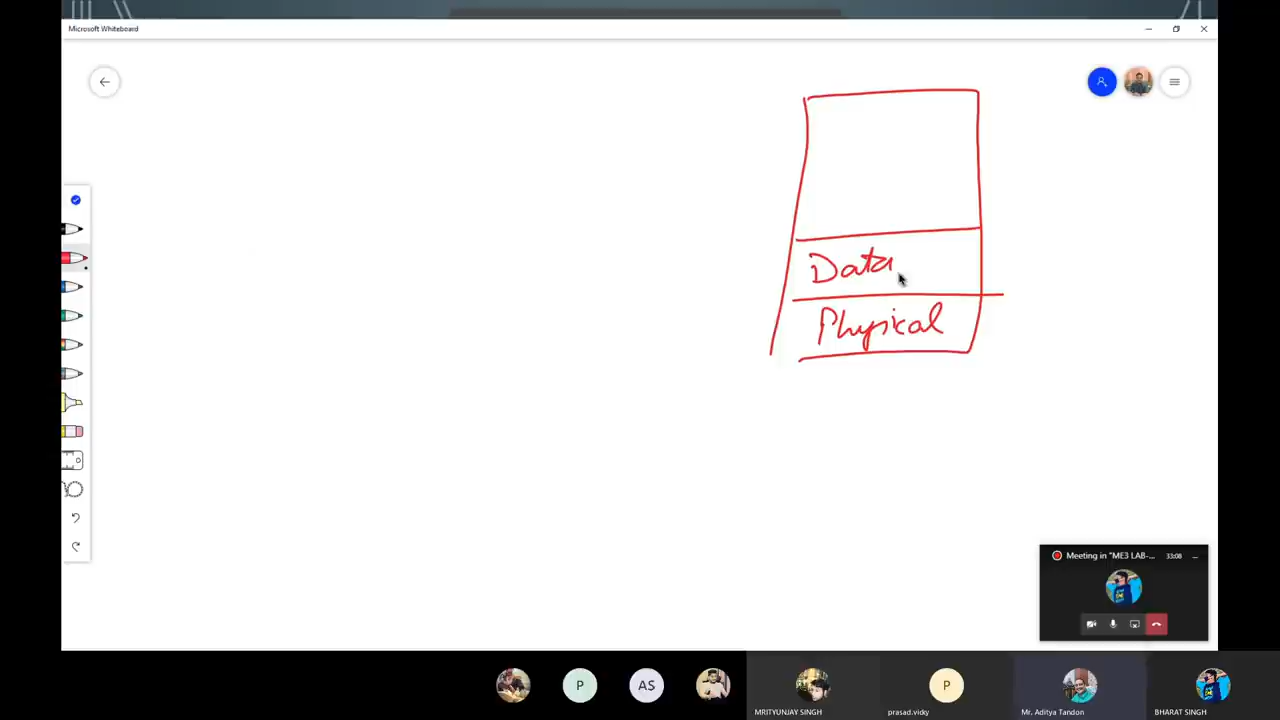 Microsoft Whiteboard
Data
Physical
Meeting in "ME3 LAB-... 33:08
P
AS
P
MRITYUNJAY SINGH
prasad.vicky
Mr. Aditya Tandon
BHARAT SINGH